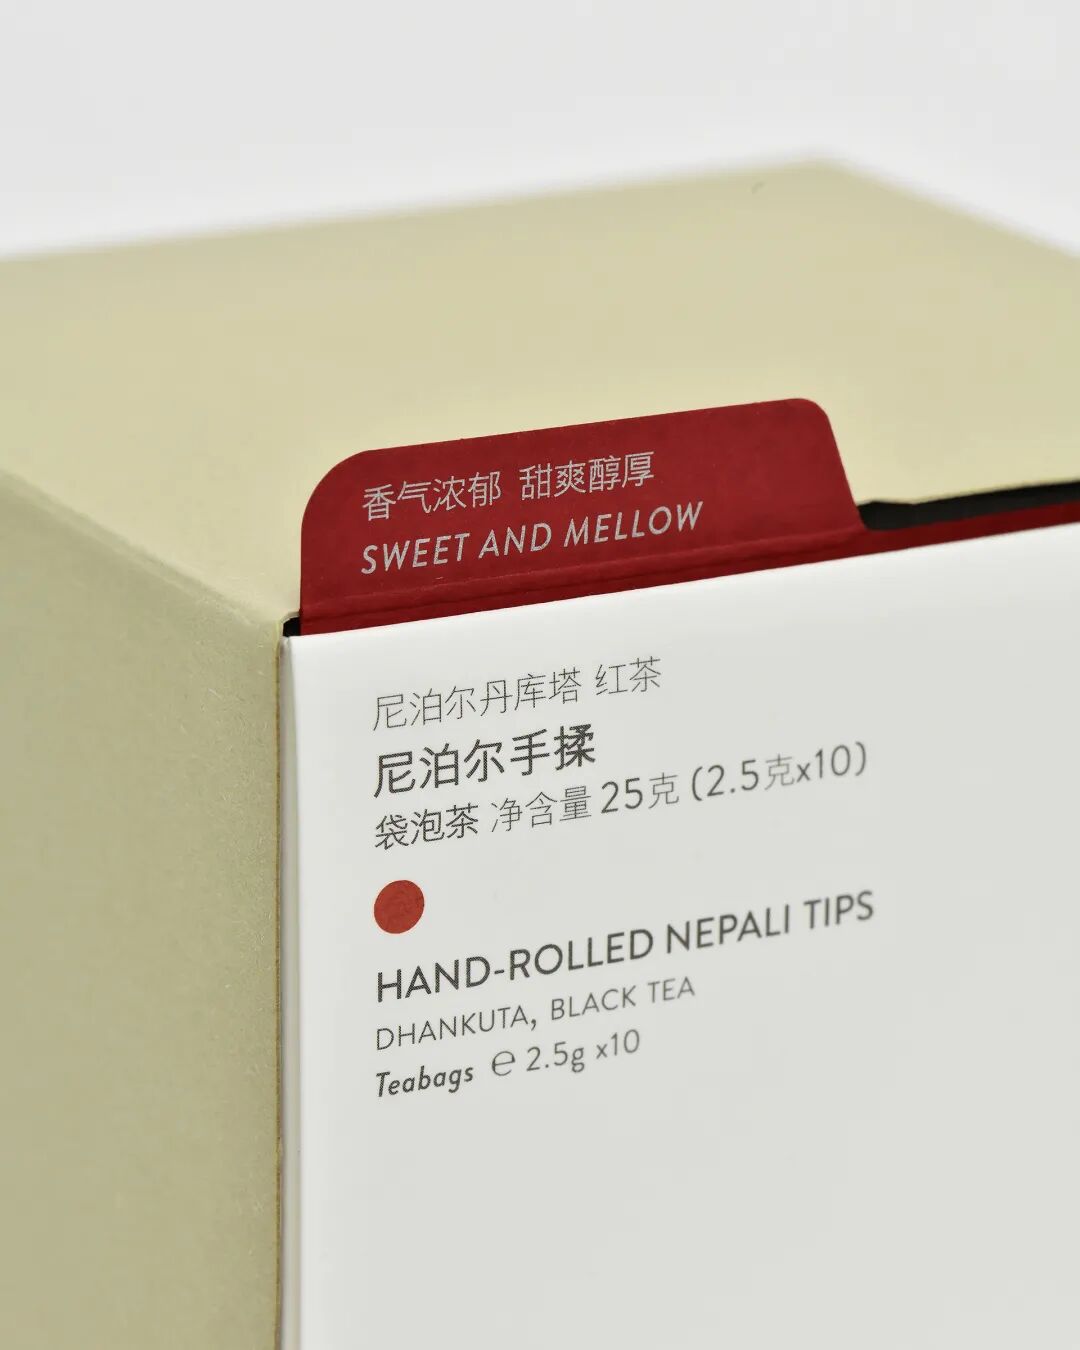 香气浓郁 甜爽醇厚
SWEET AND MELLOW
尼泊尔丹库塔 红茶
尼泊尔手揉
袋泡茶 净含量 25克 (2.5克x10)
HAND-ROLLED NEPALI TIPS
DHANKUTA, BLACK TEA
Teabags ℮ 2.5g x10